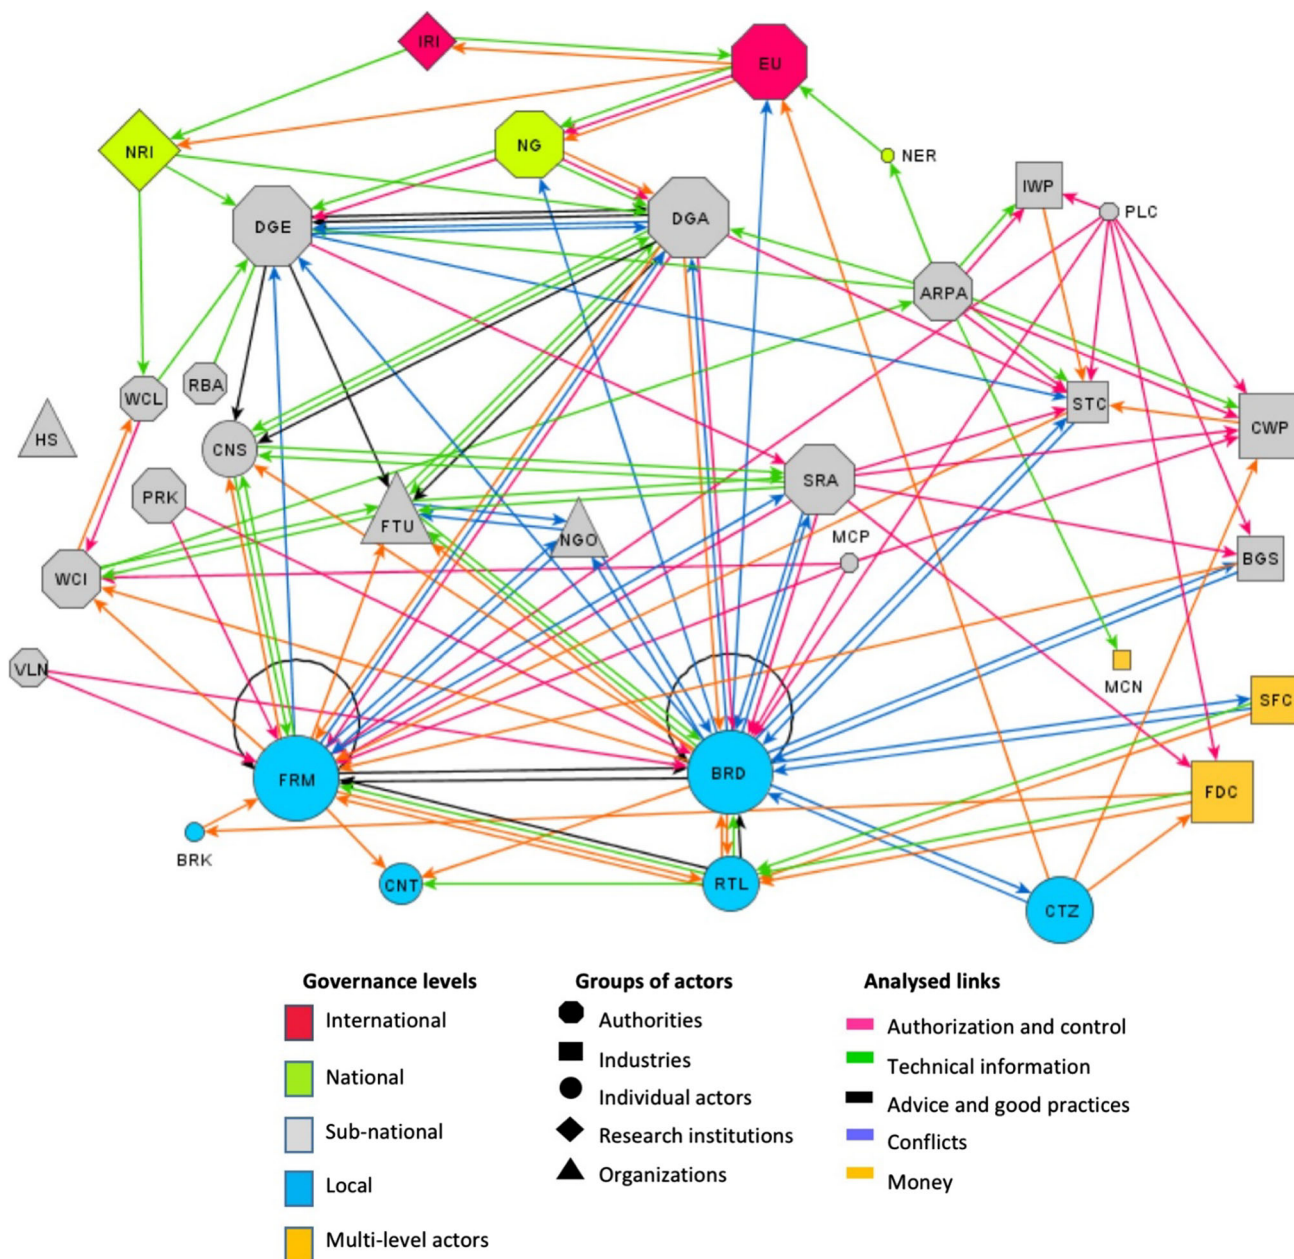 IRI
EU
NRI
NG
NER
IWP
PLC
DGE
DGA
ARPA
WCL
RBA
STC
HS
CNS
CWP
PRK
SRA
FTU
NGO
MCP
WCI
BGS
VLN
MCN
SFC
FRM
BRD
FDC
BRK
CNT
RTL
CTZ
Governance levels
International
National
Sub-national
Local
Multi-level actors
Groups of actors
Authorities
Industries
Individual actors
Research institutions
Organizations
Analysed links
Authorization and control
Technical information
Advice and good practices
Conflicts
Money